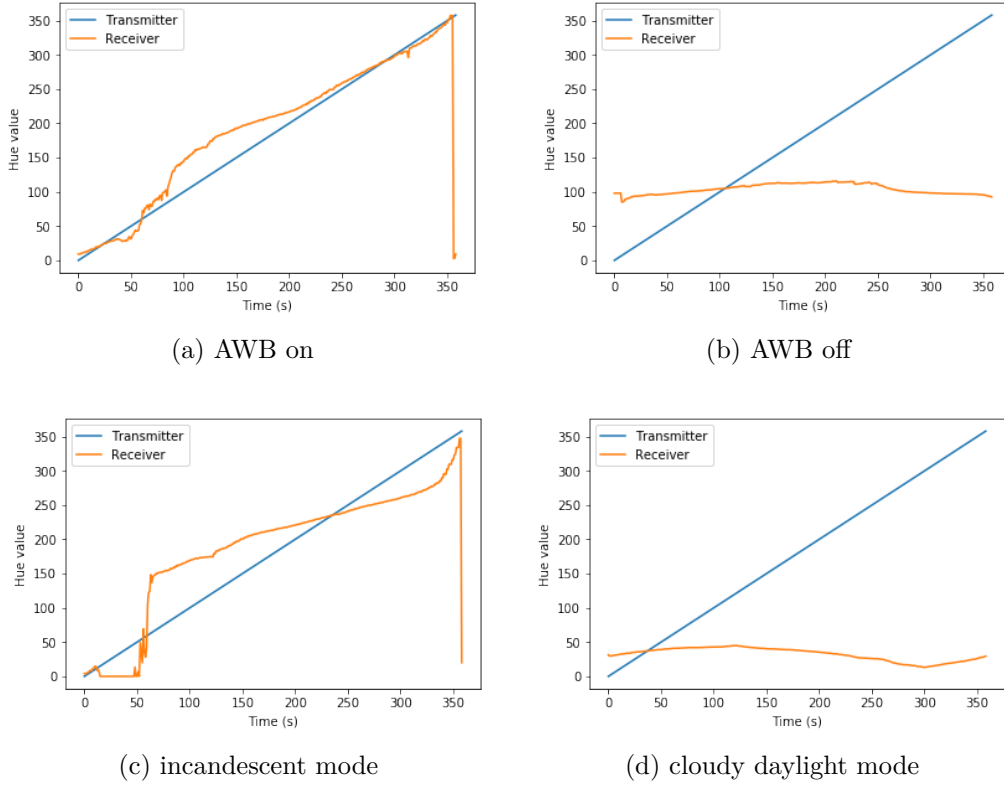 Transmitter
Receiver
350
300
250
200
150
100
50
0
Hue value
0 50 100 150 200 250 300 350
Time (s)
(a) AWB on
Transmitter
Receiver
350
300
250
200
150
100
50
0
Hue value
0 50 100 150 200 250 300 350
Time (s)
(b) AWB off
Transmitter
Receiver
350
300
250
200
150
100
50
0
Hue value
0 50 100 150 200 250 300 350
Time (s)
(c) incandescent mode
Transmitter
Receiver
350
300
250
200
150
100
50
0
Hue value
0 50 100 150 200 250 300 350
Time (s)
(d) cloudy daylight mode